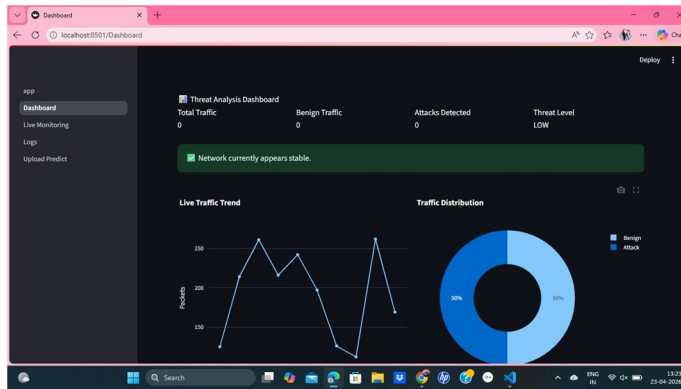 Dashboard
localhost:8501/Dashboard
Deploy
app
Dashboard
Live Monitoring
Logs
Upload Predict
Threat Analysis Dashboard
Total Traffic Benign Traffic Attacks Detected Threat Level
0 0 0 LOW
Network currently appears stable.
Live Traffic Trend Traffic Distribution
Benign
Attack
250
200
150
Packets
50% 50%
Search
ENG
IN
13:23
23-04-2026